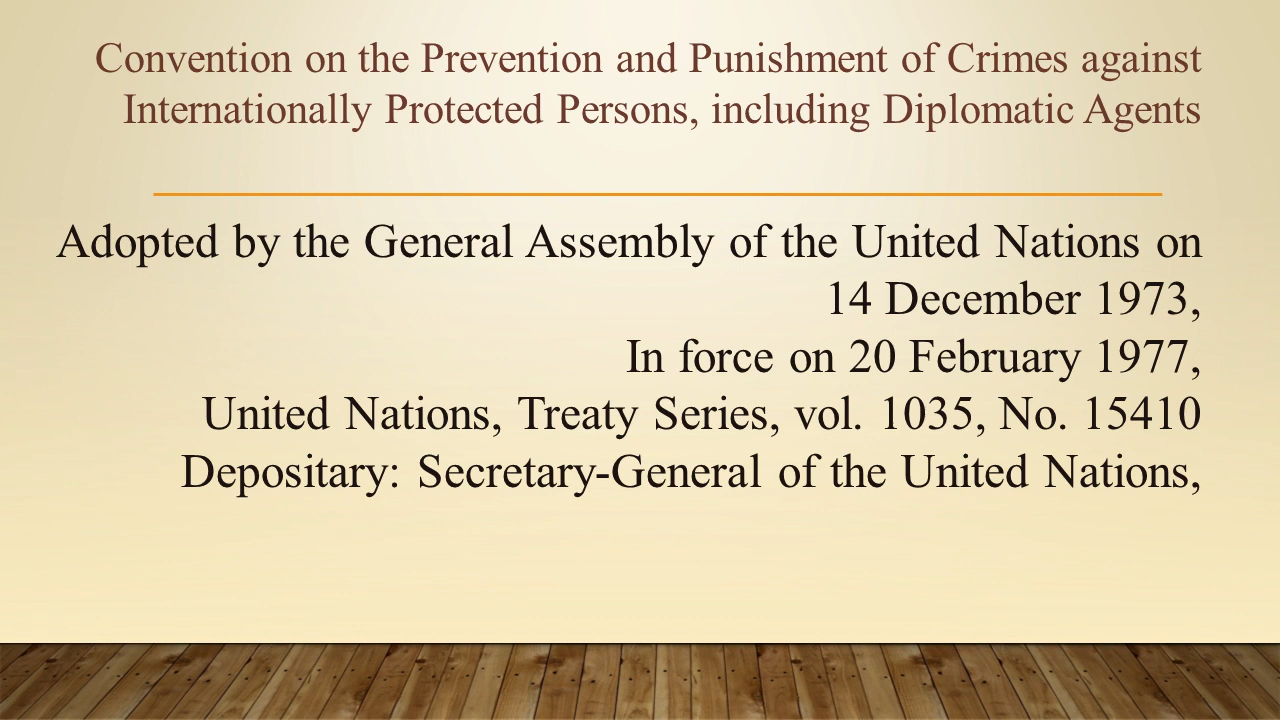 Convention on the Prevention and Punishment of Crimes against
Internationally Protected Persons, including Diplomatic Agents
Adopted by the General Assembly of the United Nations on
14 December 1973,
In force on 20 February 1977,
United Nations, Treaty Series, vol. 1035, No. 15410
Depositary: Secretary-General of the United Nations,